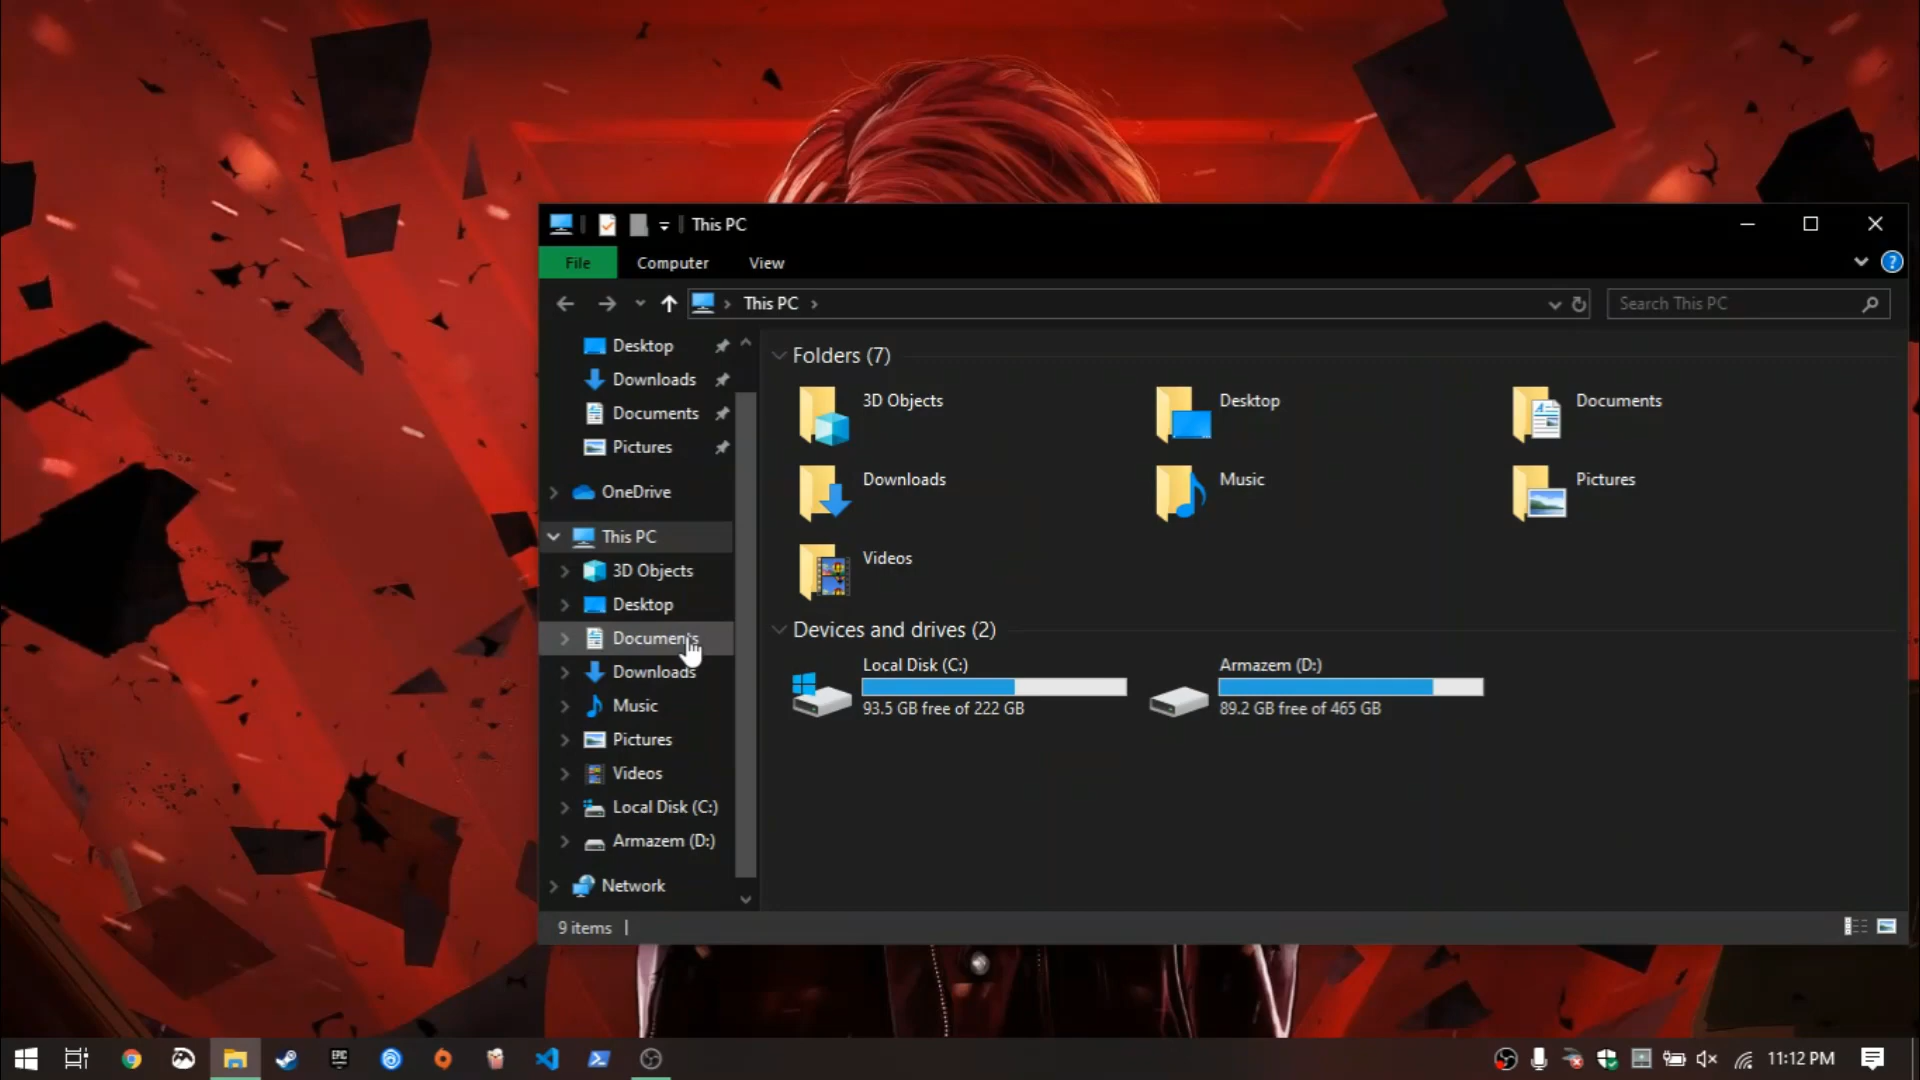 This PC
File Computer View
This PC
Search This PC
Desktop
Downloads
Documents
Pictures
OneDrive
This PC
3D Objects
Desktop
Documents
Downloads
Music
Pictures
Videos
Local Disk (C:)
Armazem (D:)
Network
Folders (7)
3D Objects
Desktop
Documents
Downloads
Music
Pictures
Videos
Devices and drives (2)
Local Disk (C:)
93.5 GB free of 222 GB
Armazem (D:)
89.2 GB free of 465 GB
9 items
EPIC
11:12 PM